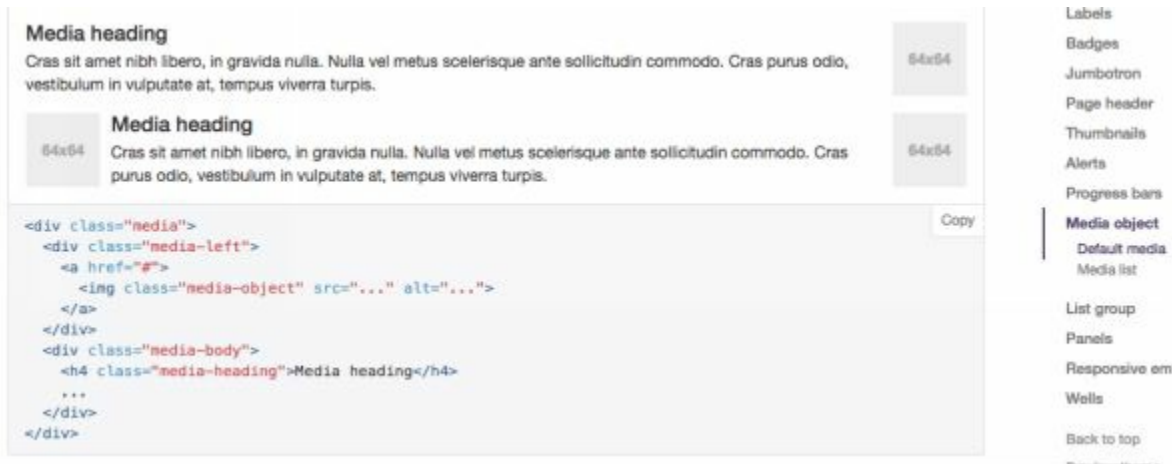 Media heading
Cras sit amet nibh libero, in gravida nulla. Nulla vel metus scelerisque ante sollicitudin commodo. Cras purus odio,
vestibulum in vulputate at, tempus viverra turpis.
64x64
64x64
Media heading
Cras sit amet nibh libero, in gravida nulla. Nulla vel metus scelerisque ante sollicitudin commodo. Cras
purus odio, vestibulum in vulputate at, tempus viverra turpis.
64x64
Copy
<div class="media">
  <div class="media-left">
    <a href="#">
      <img class="media-object" src="..." alt="...">
    </a>
  </div>
  <div class="media-body">
    <h4 class="media-heading">Media heading</h4>
    ...
  </div>
</div>
Labels
Badges
Jumbotron
Page header
Thumbnails
Alerts
Progress bars
Media object
Default media
Media list
List group
Panels
Responsive em
Wells
Back to top